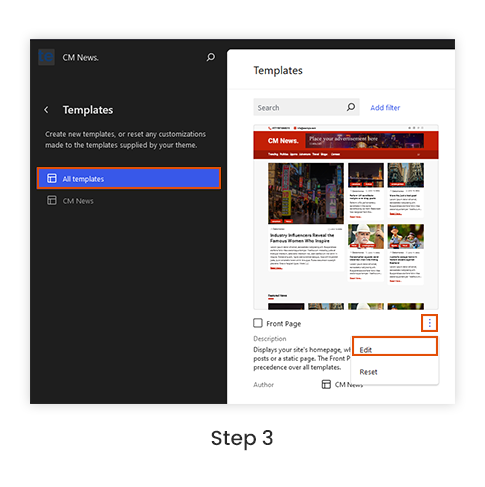 CM News.
Templates
Create new templates, or reset any customizations
made to the templates supplied by your theme.
All templates
CM News
Templates
Search
Add filter
CM News.
Place your advertisement here
Industry Influencers Reveal the
Famous Women Who Inspire
Featured News
Front Page
Edit
Reset
Description
Displays your site's homepage, wh
posts or a static page. The Front P
precedence over all templates.
Author
CM News
Step 3